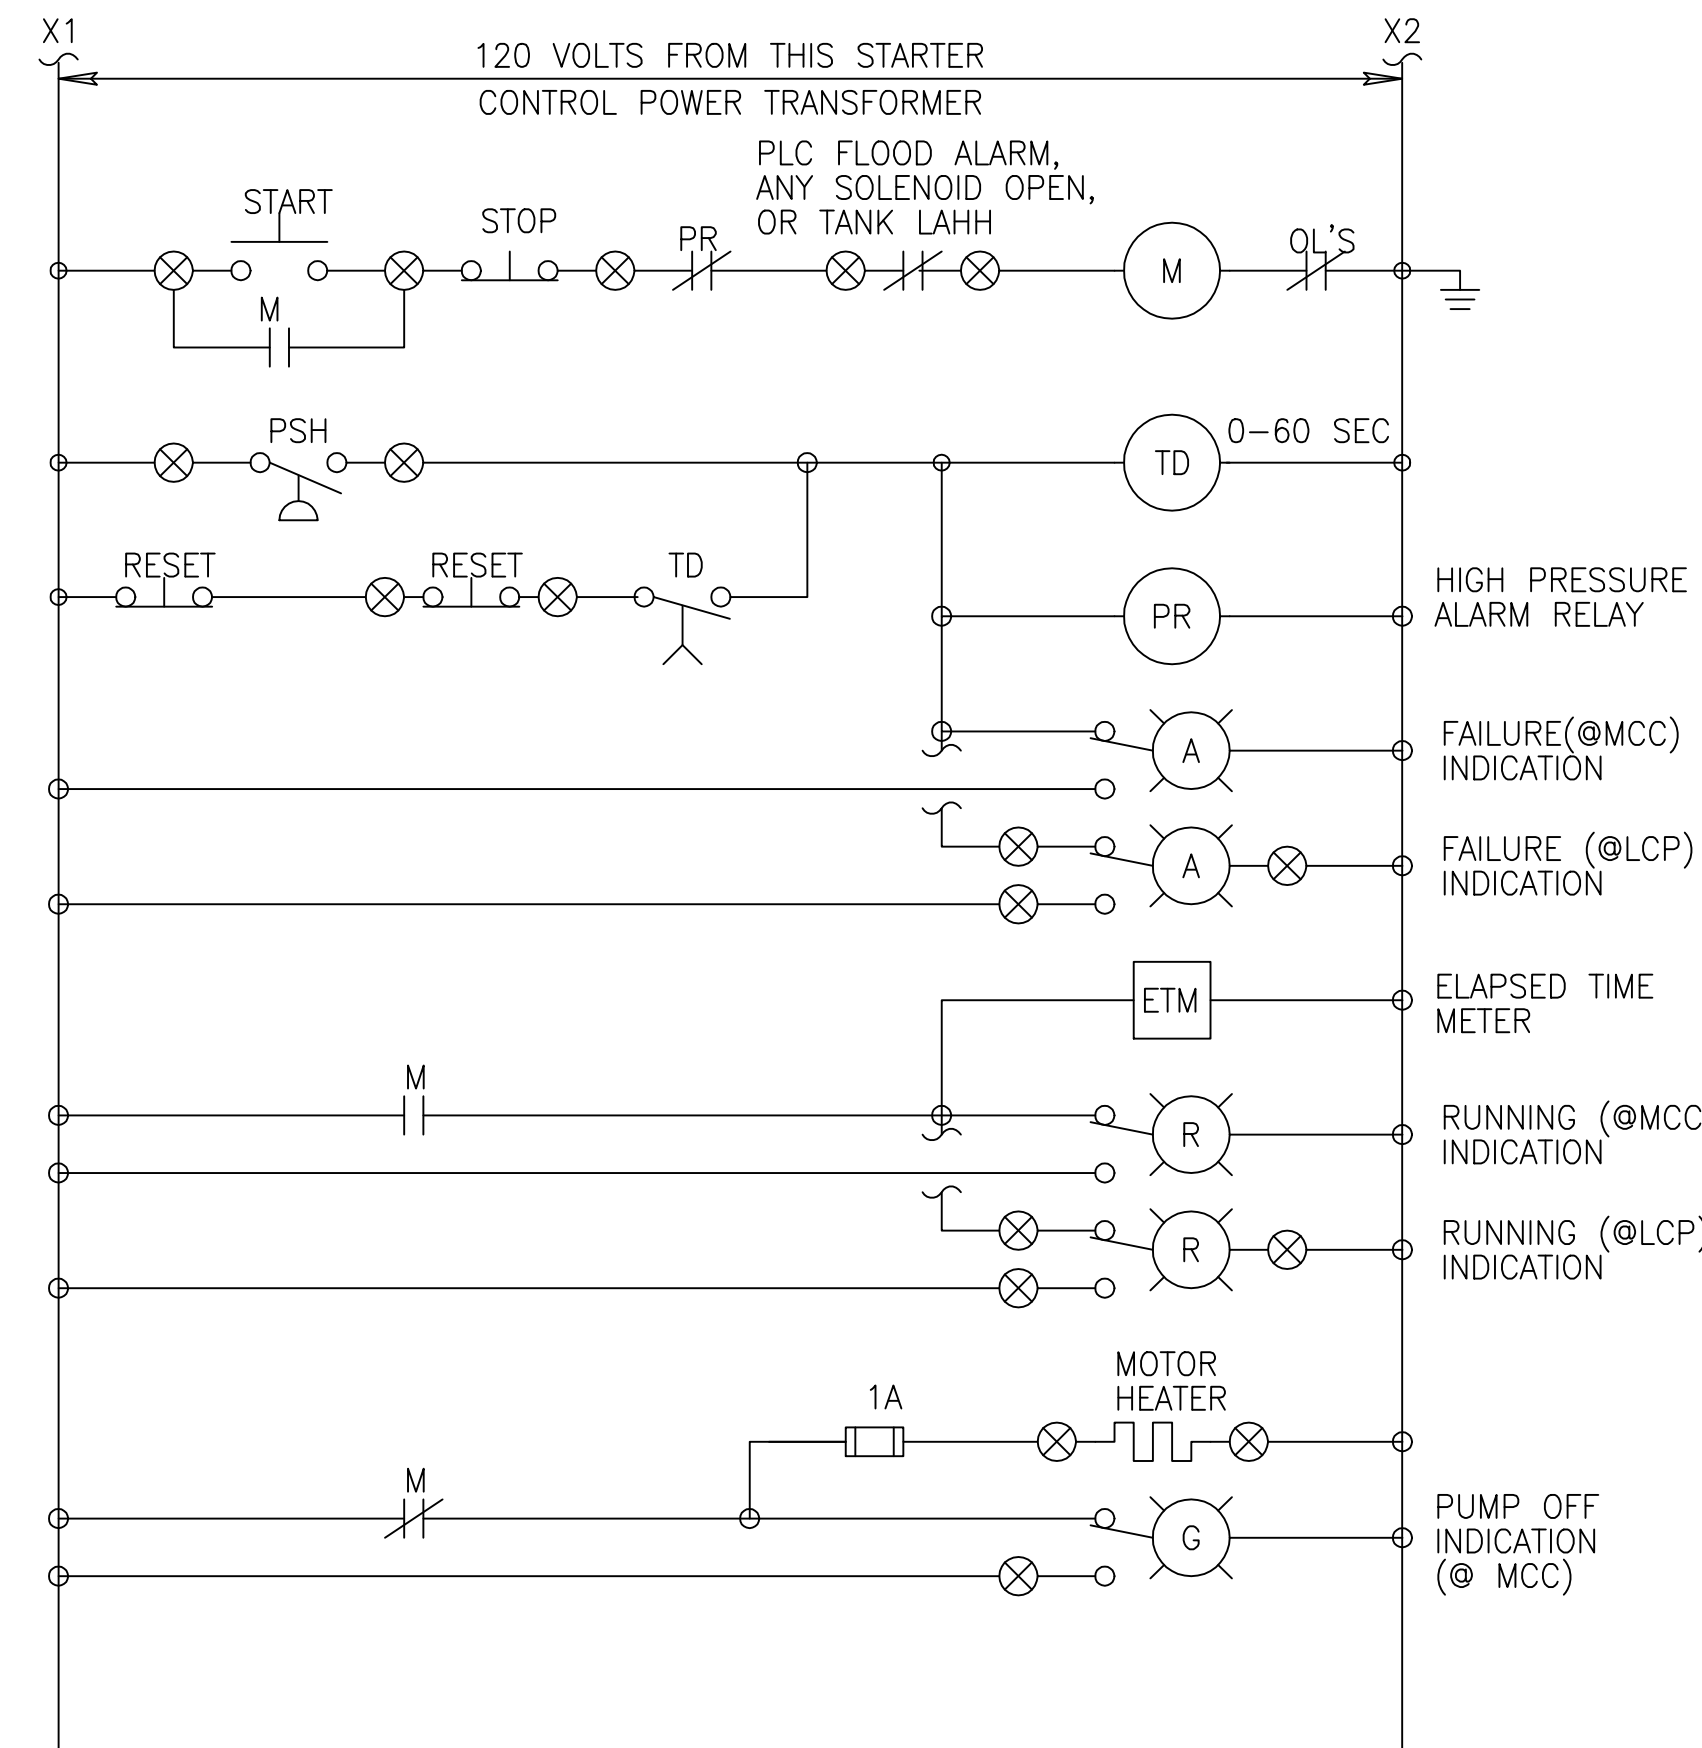 X1
X2
120 VOLTS FROM THIS STARTER
CONTROL POWER TRANSFORMER
PLC FLOOD ALARM,
ANY SOLENOID OPEN,
OR TANK LAHH
START
STOP
PR
M
OL'S
M
PSH
TD
0-60 SEC
RESET
RESET
TD
PR
HIGH PRESSURE
ALARM RELAY
A
FAILURE(@MCC)
INDICATION
A
FAILURE (@LCP)
INDICATION
ETM
ELAPSED TIME
METER
M
R
RUNNING (@MCC
INDICATION
R
RUNNING (@LCP)
INDICATION
MOTOR
HEATER
1A
M
G
PUMP OFF
INDICATION
(@ MCC)